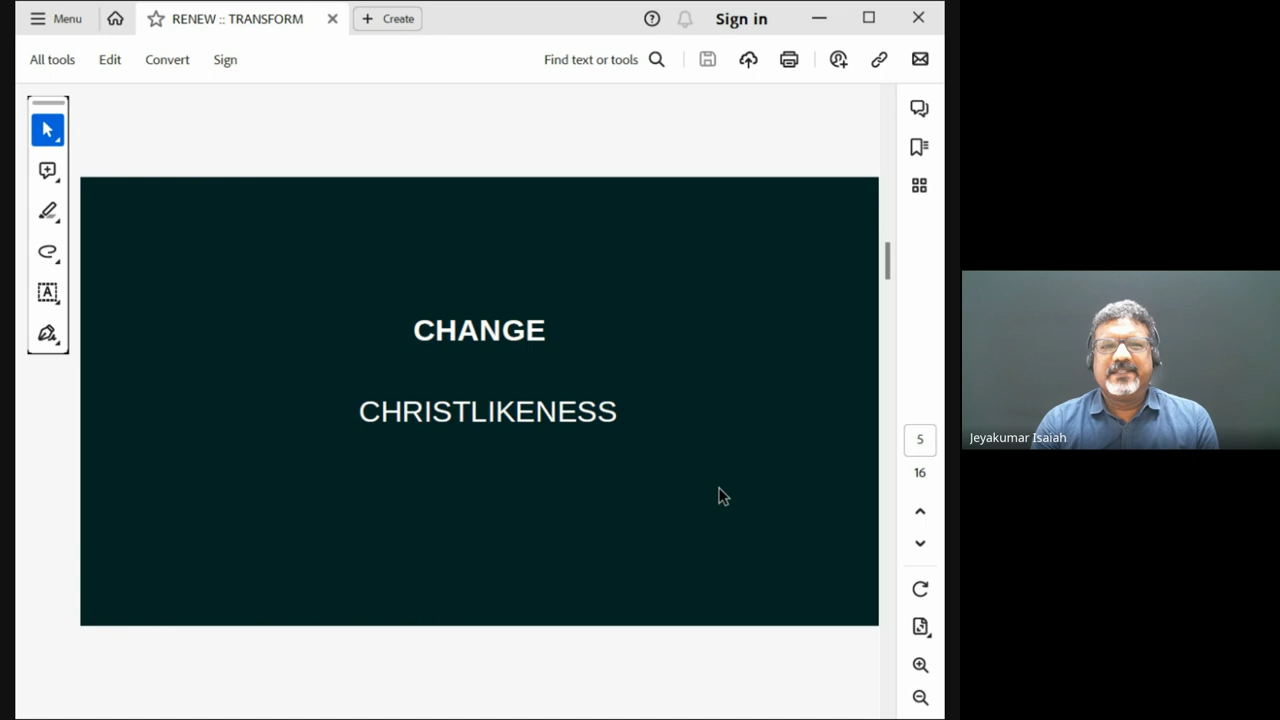 Menu
RENEW :: TRANSFORM
Create
Sign in
All tools
Edit
Convert
Sign
Find text or tools
CHANGE
CHRISTLIKENESS
5
16
Jeyakumar Isaiah